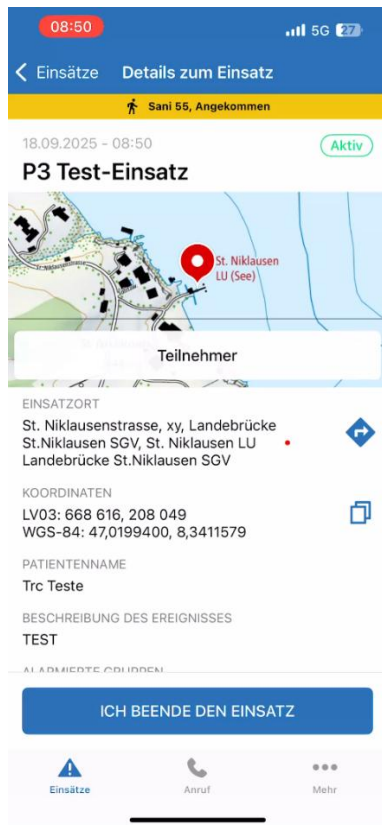 08:50
5G 27
Einsätze Details zum Einsatz
Sani 55, Angekommen
18.09.2025 - 08:50
Aktiv
P3 Test-Einsatz
St. Niklausen
LU (See)
Teilnehmer
EINSATZORT
St. Niklausenstrasse, xy, Landebrücke
St.Niklausen SGV, St. Niklausen LU
Landebrücke St.Niklausen SGV
KOORDINATEN
LV03: 668 616, 208 049
WGS-84: 47,0199400, 8,3411579
PATIENTENNAME
Trc Teste
BESCHREIBUNG DES EREIGNISSES
TEST
ALARMIERTE GRUPPEN
ICH BEENDE DEN EINSATZ
Einsätze Anruf Mehr